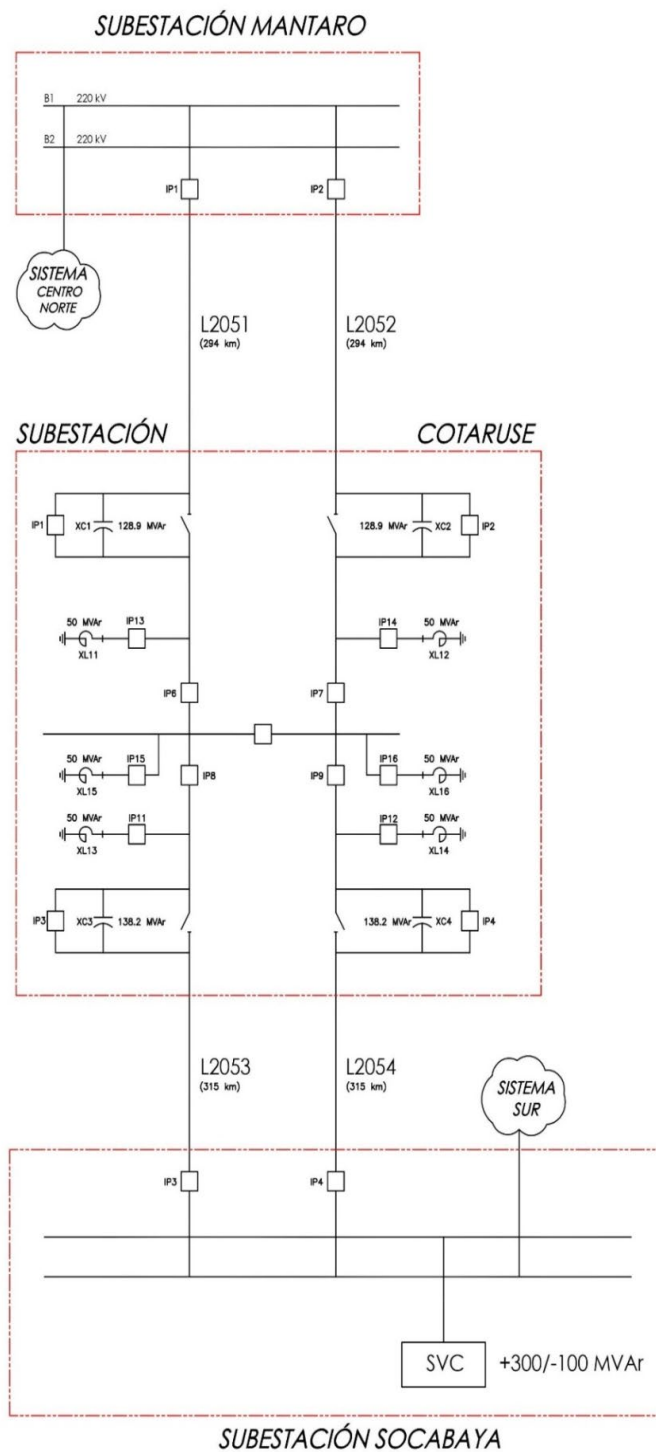 SUBESTACIÓN MANTARO
B1 220 kV
B2 220 kV
IP1 IP2
SISTEMA
CENTRO
NORTE
L2051 L2052
(294 km) (294 km)
SUBESTACIÓN COTARUSE
IP1 XC1 128.9 MVAr 128.9 MVAr XC2 IP2
50 MVAr IP13 IP14 50 MVAr
XL11 XL12
IP6 IP7
50 MVAr IP15 IP8 IP9 IP16 50 MVAr
XL15 XL16
50 MVAr IP11 IP12 50 MVAr
XL13 XL14
IP3 XC3 138.2 MVAr 138.2 MVAr XC4 IP4
L2053 L2054
(315 km) (315 km)
SISTEMA
SUR
IP3 IP4
SVC +300/-100 MVAr
SUBESTACIÓN SOCABAYA